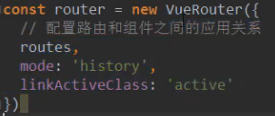 const router = new VueRouter({
// 配置路由和组件之间的应用关系
routes,
mode: 'history',
linkActiveClass: 'active'
})